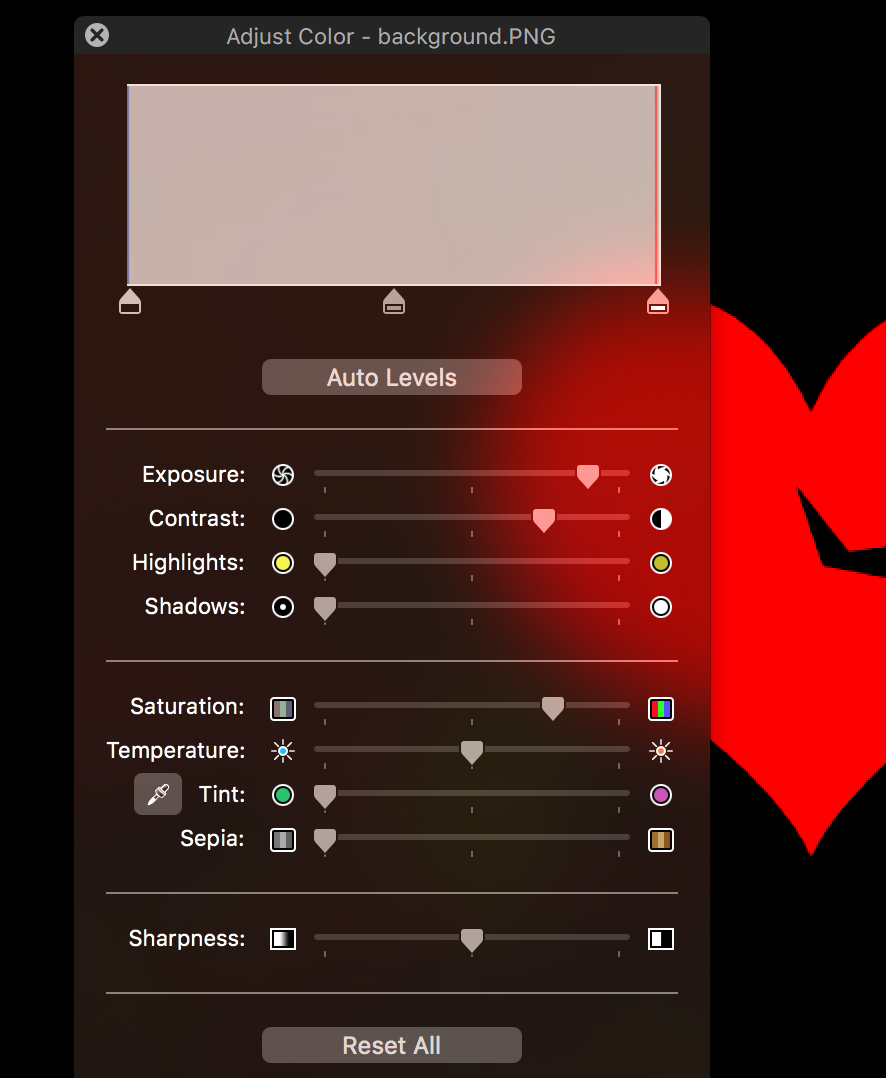 Adjust Color - background.PNG
Auto Levels
Exposure:
Contrast:
Highlights:
Shadows:
Saturation:
Temperature:
Tint:
Sepia:
Sharpness:
Reset All